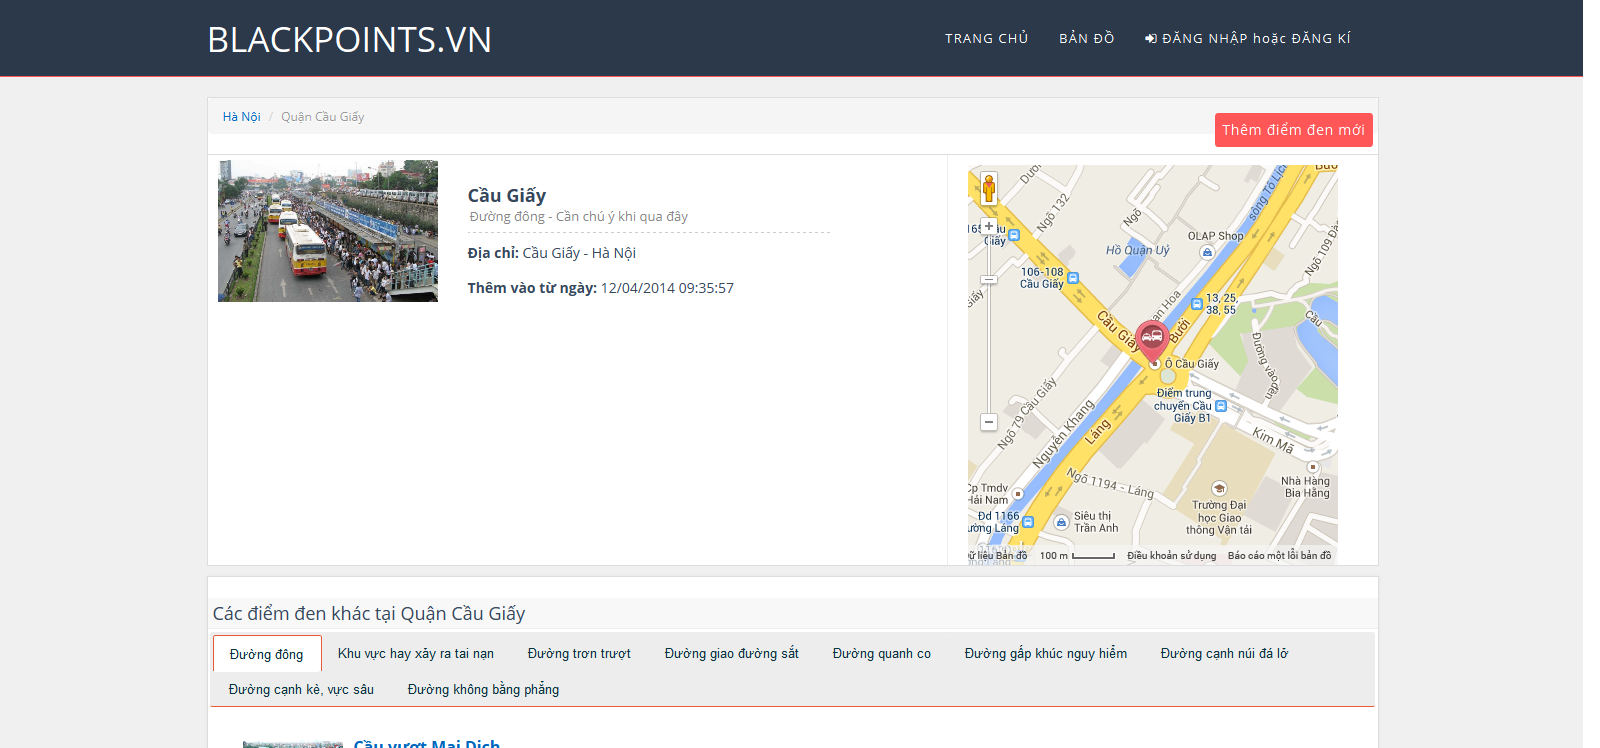 BLACKPOINTS.VN
TRANG CHỦ
BẢN ĐỒ
ĐĂNG NHẬP hoặc ĐĂNG KÍ
Hà Nội / Quận Cầu Giấy
Thêm điểm đen mới
Cầu Giấy
Đường đông - Cần chú ý khi qua đây
Địa chỉ: Cầu Giấy - Hà Nội
Thêm vào từ ngày: 12/04/2014 09:35:57
Ngõ 132
Ngõ
sông Tô Lịch
OLAP Shop
Hồ Quận Uỷ
Ngõ 109
165
Giấy
106-108
Cầu Giấy
13, 25,
38, 55
Giấy
Cầu Giấy
Bưởi
Cầu
Ô Cầu Giấy
Đường vào
Điểm trung
chuyển Cầu
Giấy B1
Ngõ 79 Cầu Giấy
Nguyễn Khang
Láng
Kim Mã
Ngõ 1194 - Láng
Nhà Hàng
Bia Hằng
Cp Tmdv
Hải Nam
Trường Đại
học Giao
thông Vận tải
Đd 1166
Siêu thị
Trần Anh
liệu Bản đồ
100 m
Điều khoản sử dụng
Báo cáo một lỗi bản đồ
Các điểm đen khác tại Quận Cầu Giấy
Đường đông
Khu vực hay xảy ra tai nạn
Đường trơn trượt
Đường giao đường sắt
Đường quanh co
Đường gấp khúc nguy hiểm
Đường cạnh núi đá lở
Đường cạnh kè, vực sâu
Đường không bằng phẳng
Cầu vượt Mai Dịch